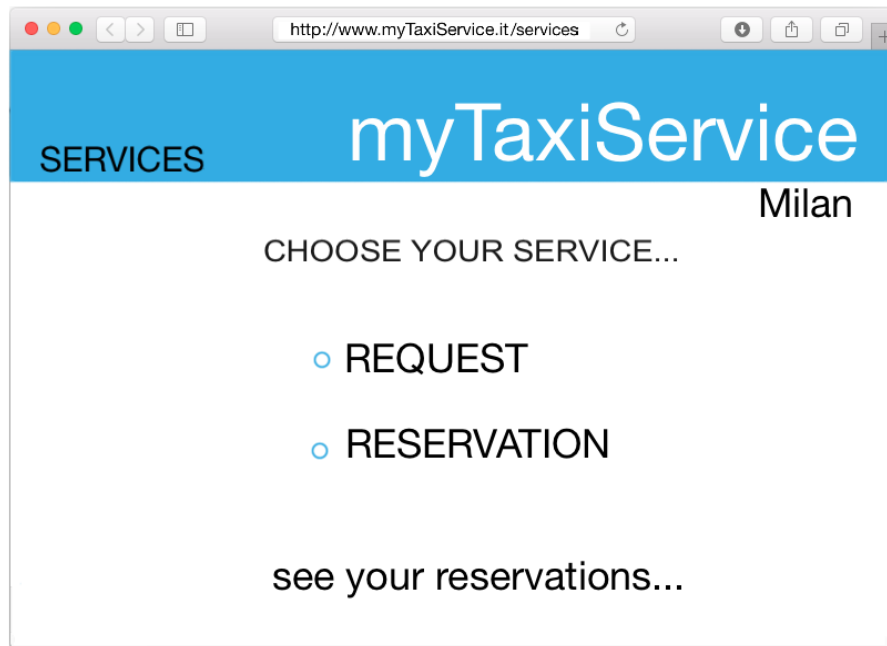 http://www.myTaxiService.it/services
myTaxiService
SERVICES
Milan
CHOOSE YOUR SERVICE...
REQUEST
RESERVATION
see your reservations...